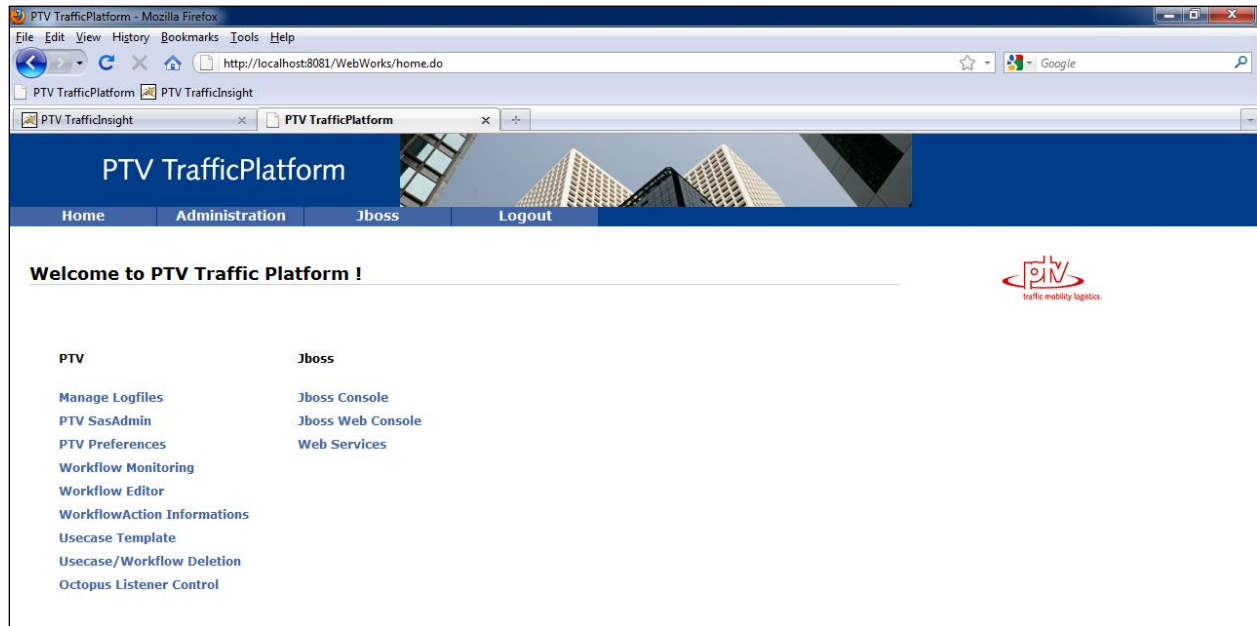 PTV TrafficPlatform - Mozilla Firefox
File Edit View History Bookmarks Tools Help
http://localhost:8081/WebWorks/home.do
Google
PTV TrafficPlatform PTV TrafficInsight
PTV TrafficInsight PTV TrafficPlatform
PTV TrafficPlatform
Home Administration Jboss Logout
Welcome to PTV Traffic Platform !
ptv
traffic mobility logistics.
PTV Jboss
Manage Logfiles Jboss Console
PTV SasAdmin Jboss Web Console
PTV Preferences Web Services
Workflow Monitoring
Workflow Editor
WorkflowAction Informations
Usecase Template
Usecase/Workflow Deletion
Octopus Listener Control